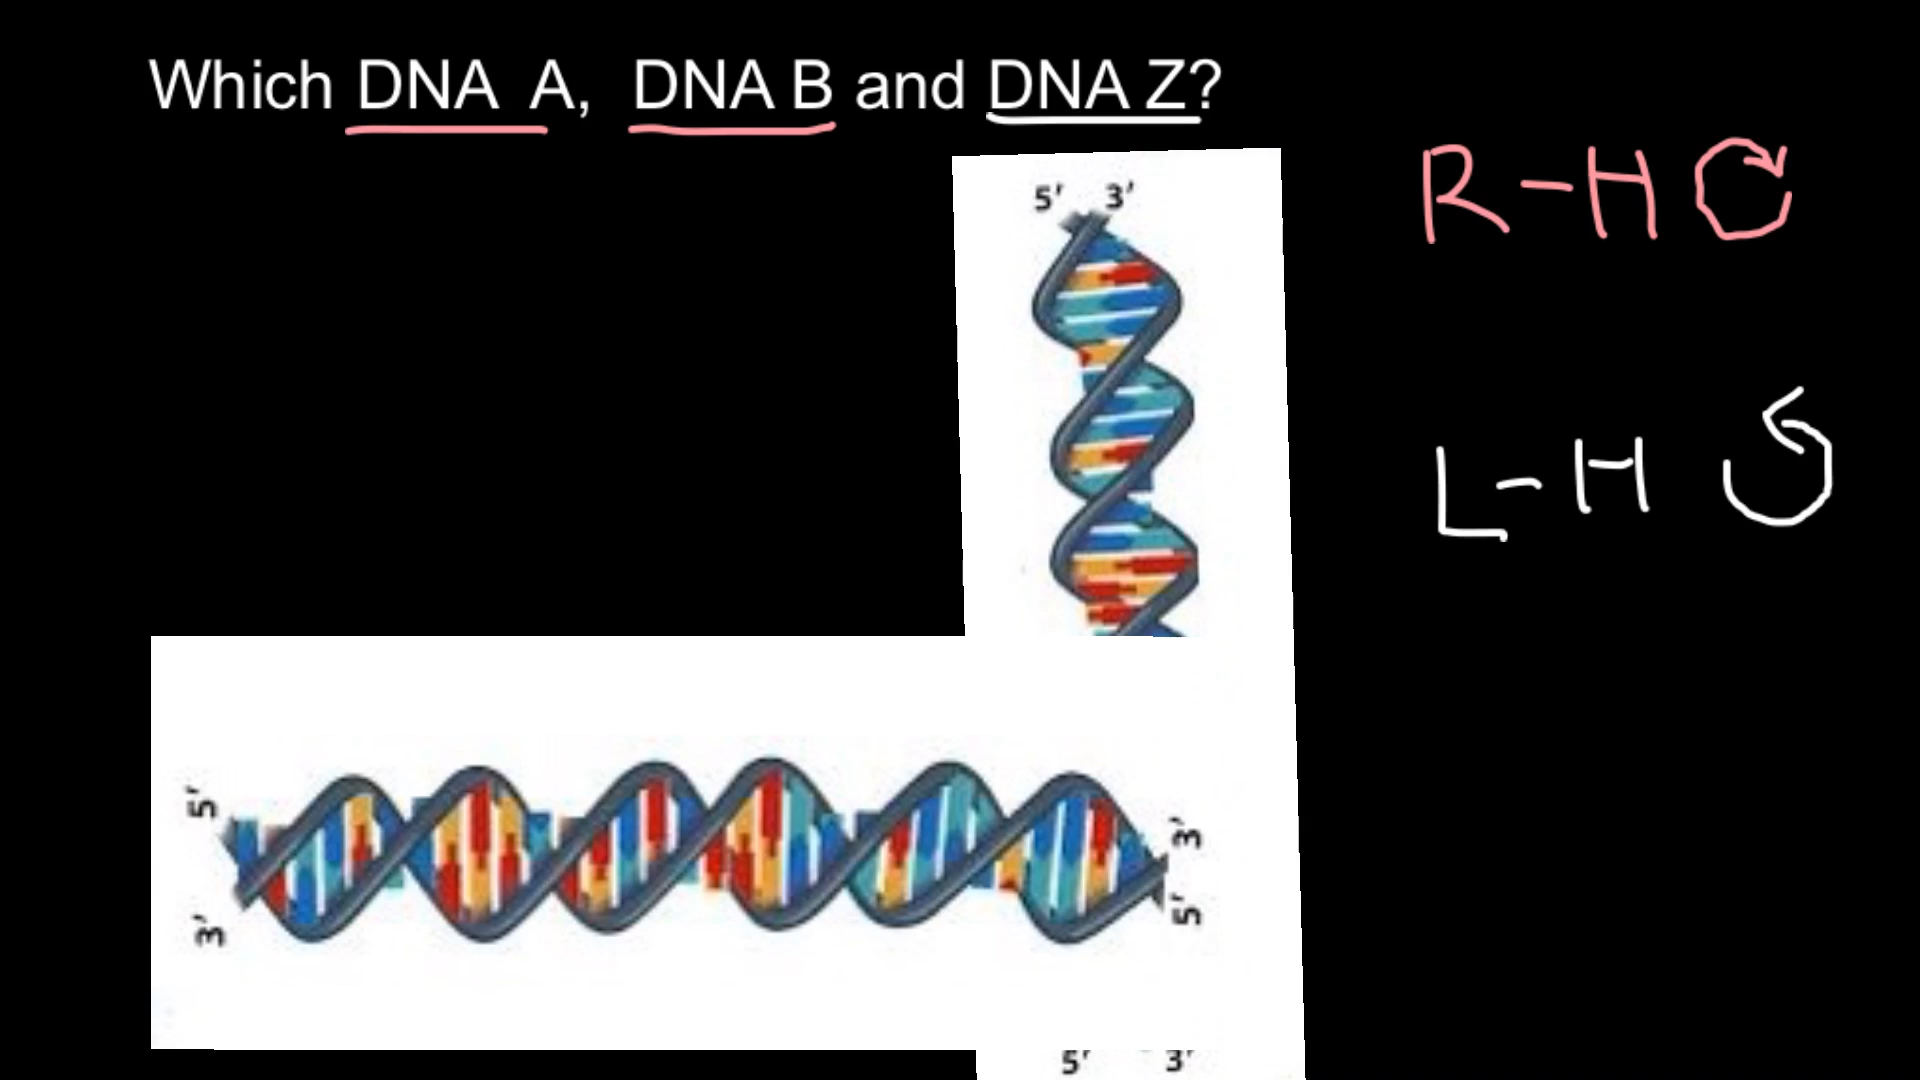 Which DNA A, DNA B and DNA Z?
5' 3'
R-H
L-H
5' 3'
3' 5'
5' 3'